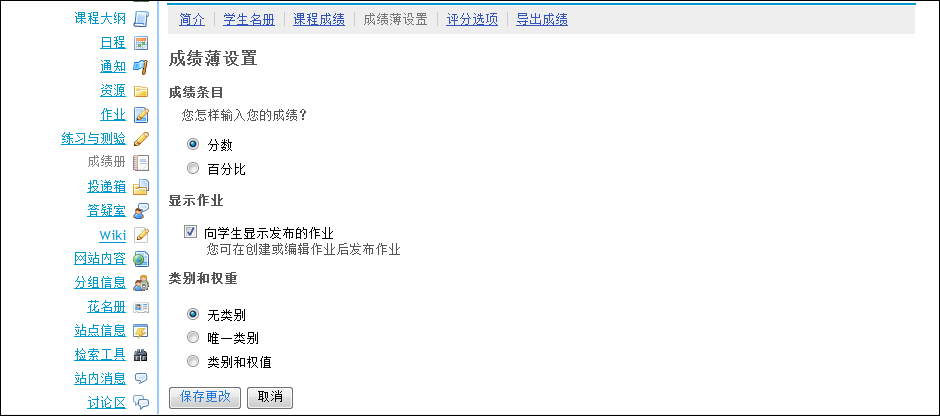 课程大纲
日程
通知
资源
作业
练习与测验
成绩册
投递箱
答疑室
Wiki
网站内容
分组信息
花名册
站点信息
检索工具
站内消息
讨论区
简介 学生名册 课程成绩 成绩薄设置 评分选项 导出成绩
成绩薄设置
成绩条目
您怎样输入您的成绩?
分数
百分比
显示作业
向学生显示发布的作业
您可在创建或编辑作业后发布作业
类别和权重
无类别
唯一类别
类别和权值
保存更改 取消